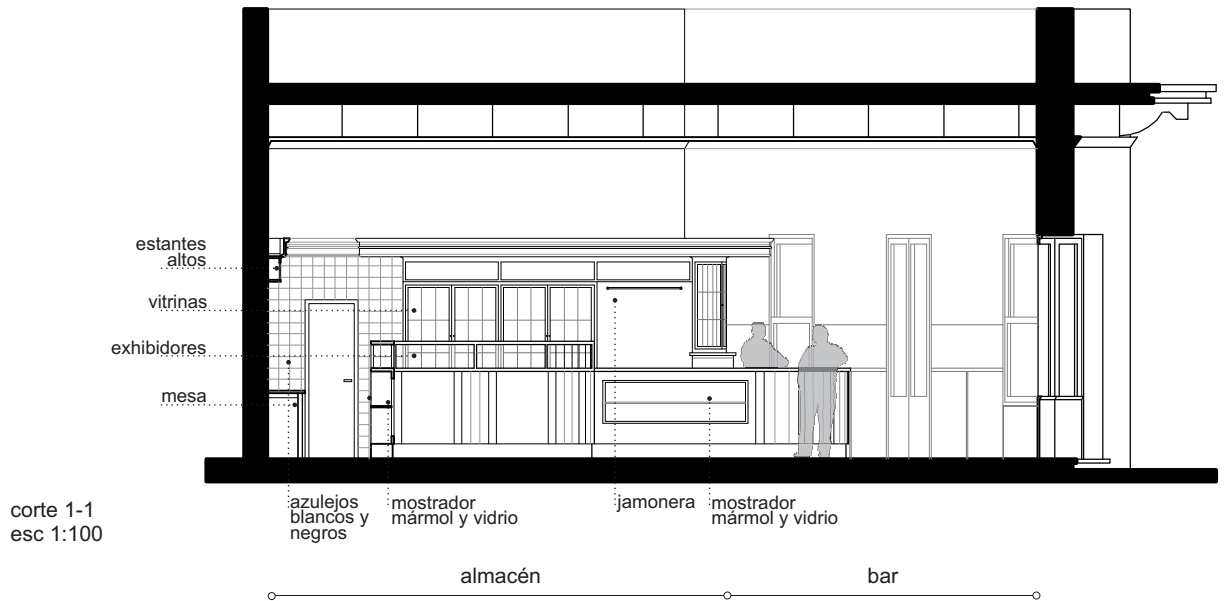 estantes
altos
vitrinas
exhibidores
mesa
azulejos
blancos y
negros
mostrador
mármol y vidrio
jamonera
mostrador
mármol y vidrio
corte 1-1
esc 1:100
almacén
bar